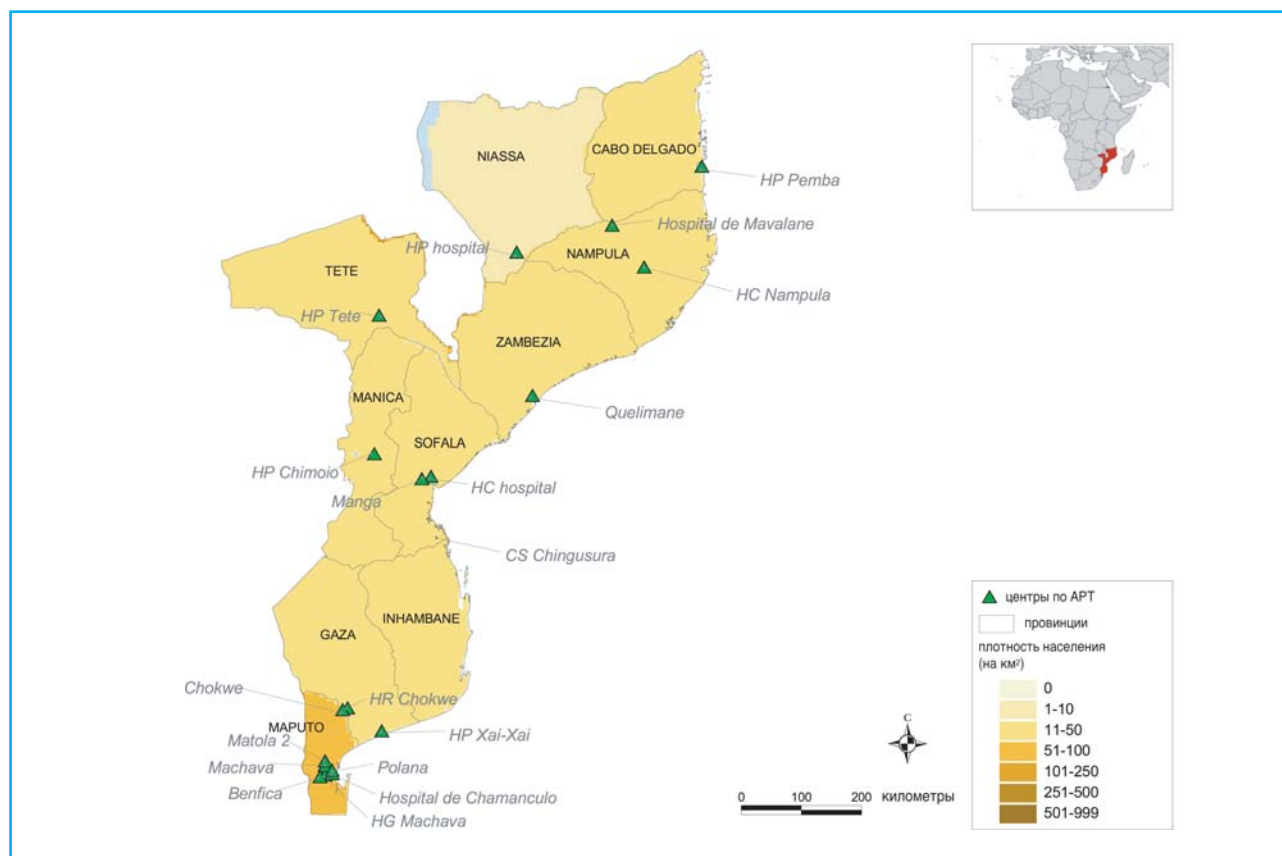 NIASSA
CABO DELGADO
HP Pemba
Hospital de Mavalane
HP hospital
NAMPULA
TETE
HC Nampula
HP Tete
ZAMBEZIA
MANICA
Quelimane
SOFALA
HP Chimoio
HC hospital
Manga
CS Chingusura
INHAMBANE
GAZA
Chokwe
HR Chokwe
MAPUTO
HP Xai-Xai
Matola 2
Machava
Polana
Benfica
Hospital de Chamanculo
HG Machava
С
0 100 200 километры
центры по АРТ
провинции
плотность населения
(на км²)
0
1-10
11-50
51-100
101-250
251-500
501-999